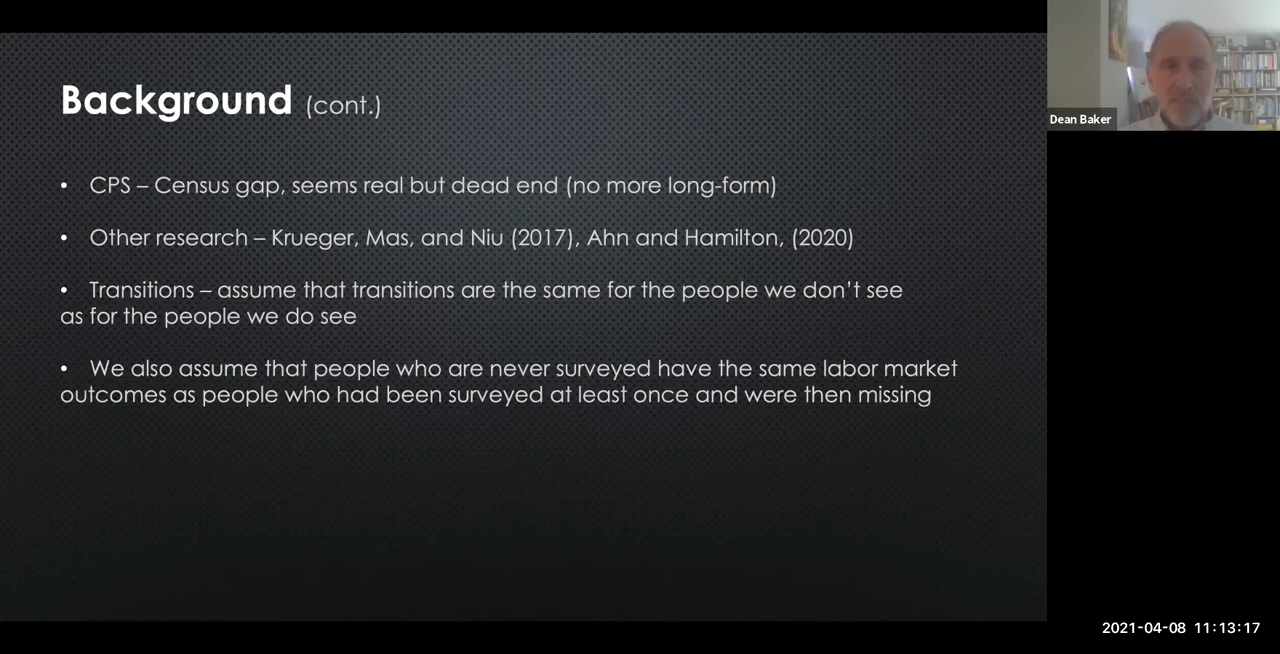 Background (cont.)
• CPS – Census gap, seems real but dead end (no more long-form)
• Other research – Krueger, Mas, and Niu (2017), Ahn and Hamilton, (2020)
• Transitions – assume that transitions are the same for the people we don’t see
as for the people we do see
• We also assume that people who are never surveyed have the same labor market
outcomes as people who had been surveyed at least once and were then missing
Dean Baker
2021-04-08 11:13:17